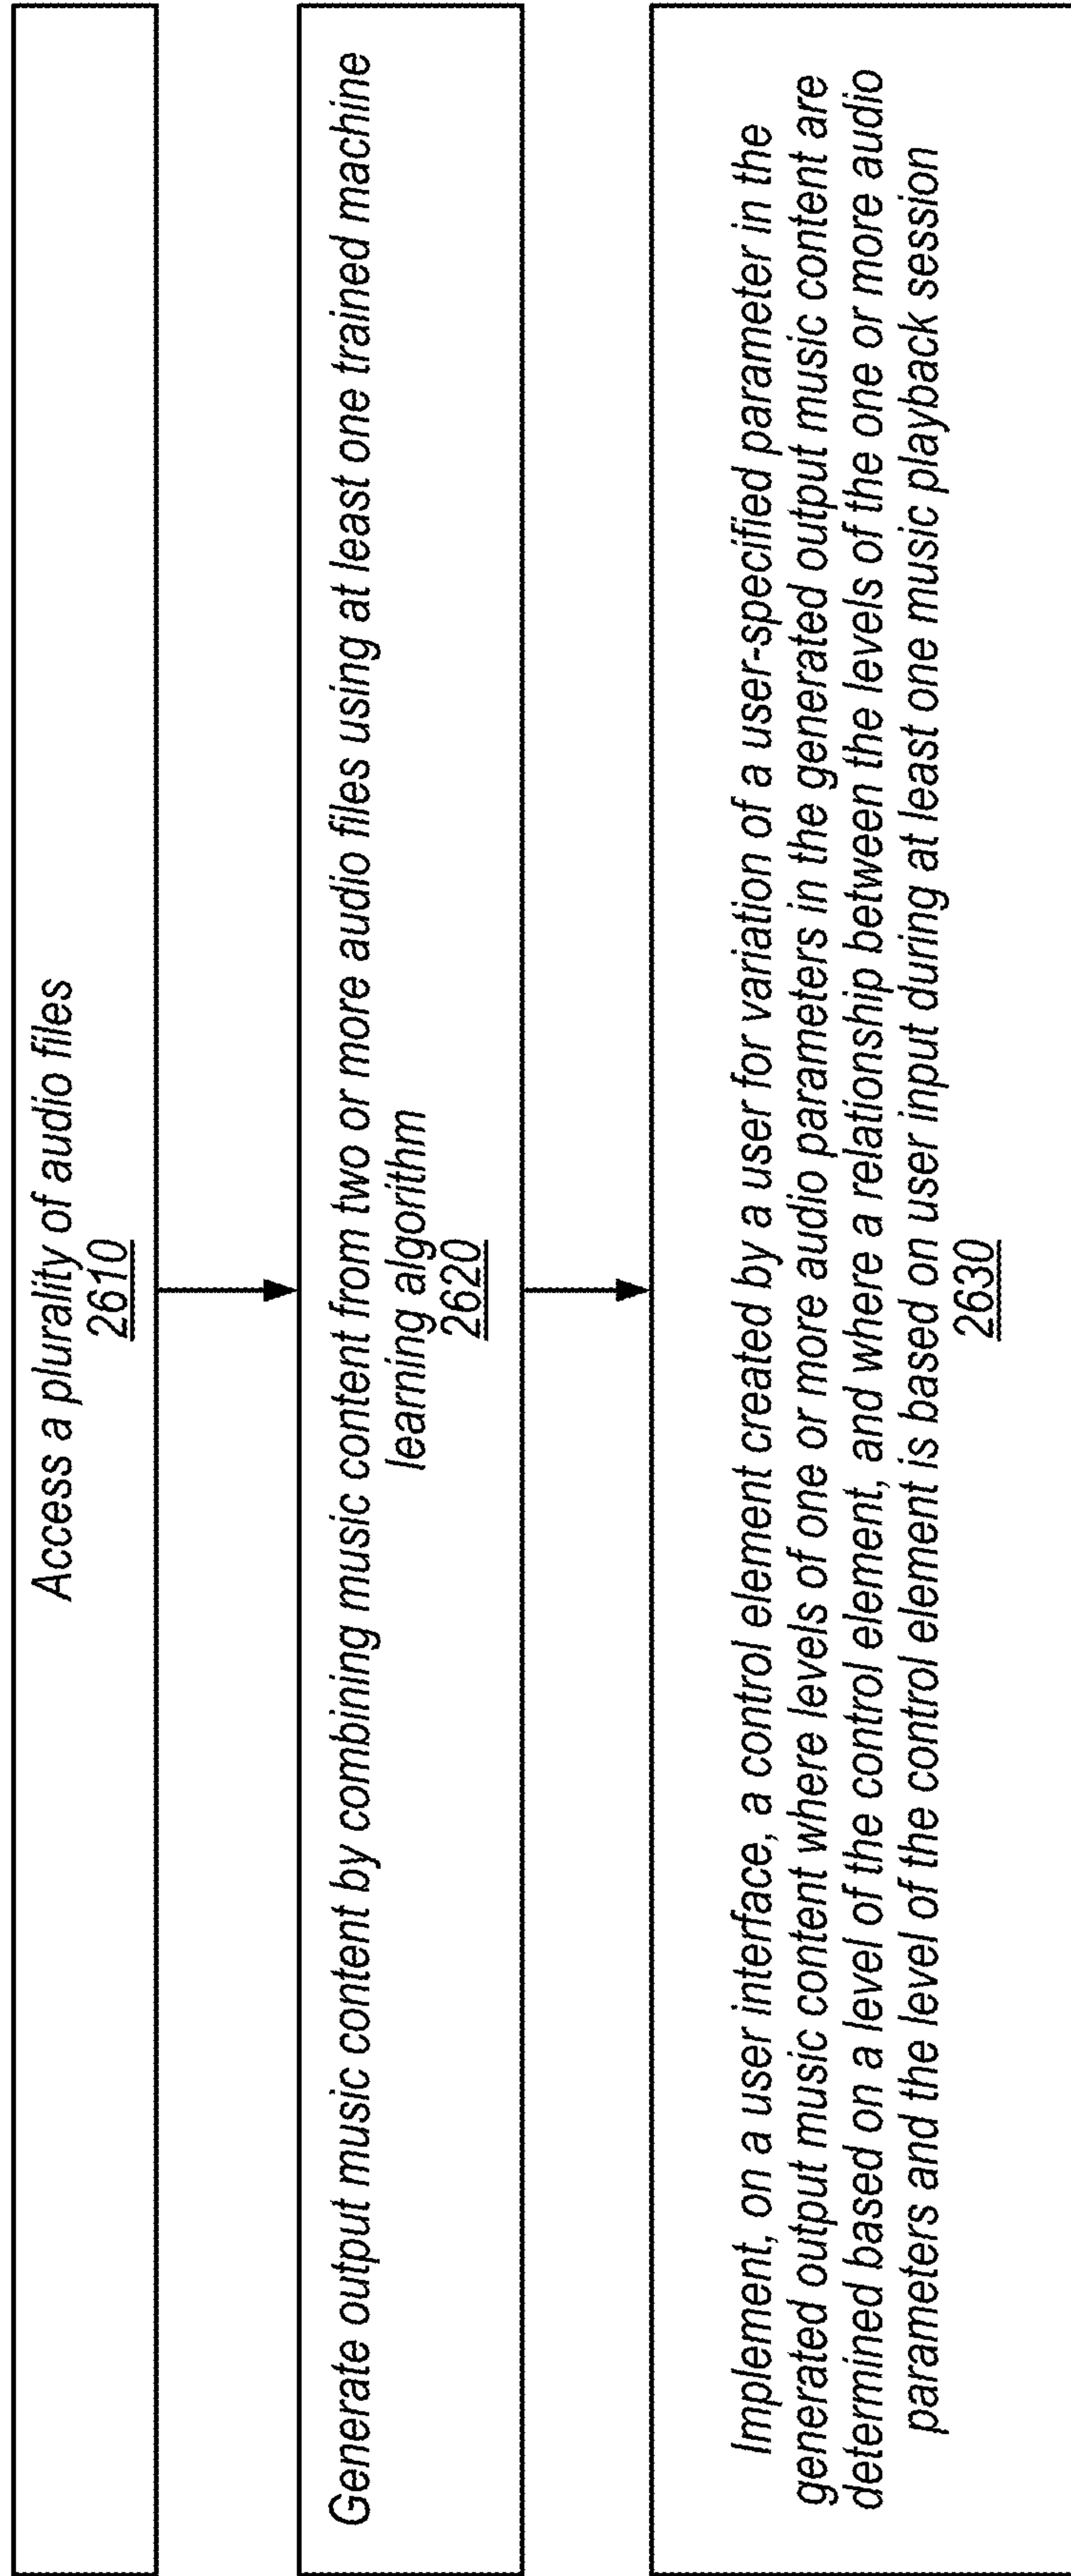 Access a plurality of audio files
2610
Generate output music content by combining music content from two or more audio files using at least one trained machine
learning algorithm
2620
Implement, on a user interface, a control element created by a user for variation of a user-specified parameter in the
generated output music content where levels of one or more audio parameters in the generated output music content are
determined based on a level of the control element, and where a relationship between the levels of the one or more audio
parameters and the level of the control element is based on user input during at least one music playback session
2630